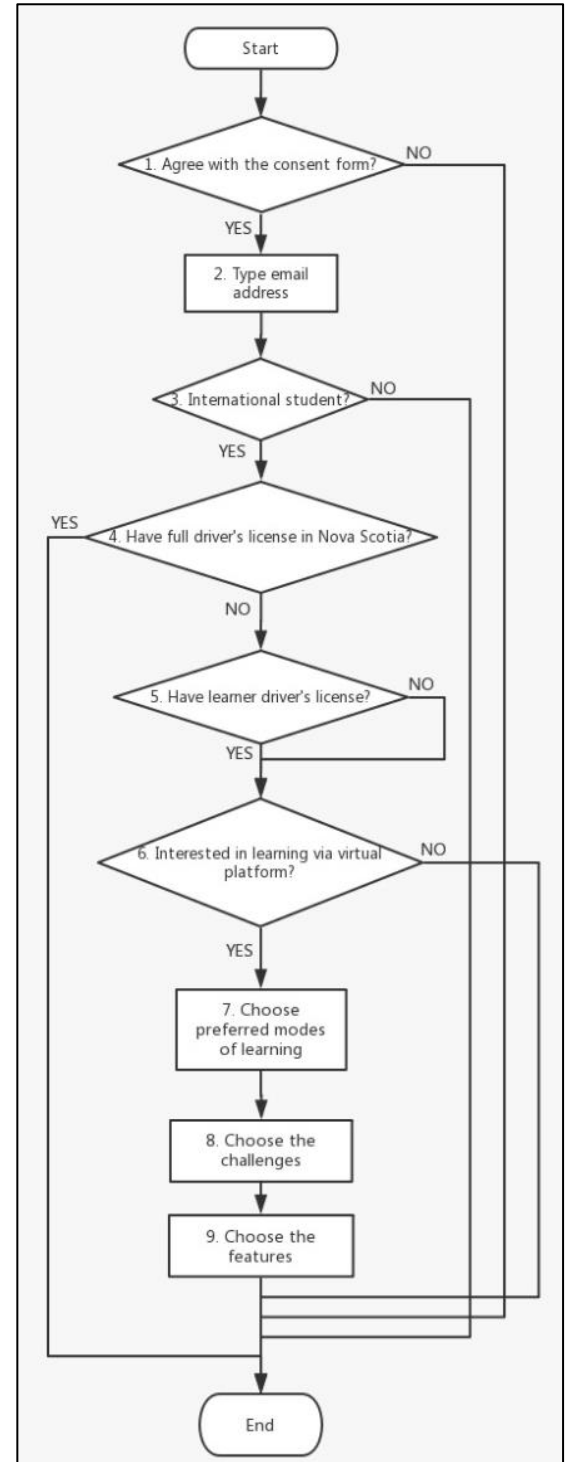 Start
1. Agree with the consent form?
NO
YES
2. Type email
address
3. International student?
NO
YES
YES
4. Have full driver's license in Nova Scotia?
NO
5. Have learner driver's license?
NO
YES
6. Interested in learning via virtual
platform?
NO
YES
7. Choose
preferred modes
of learning
8. Choose the
challenges
9. Choose the
features
End